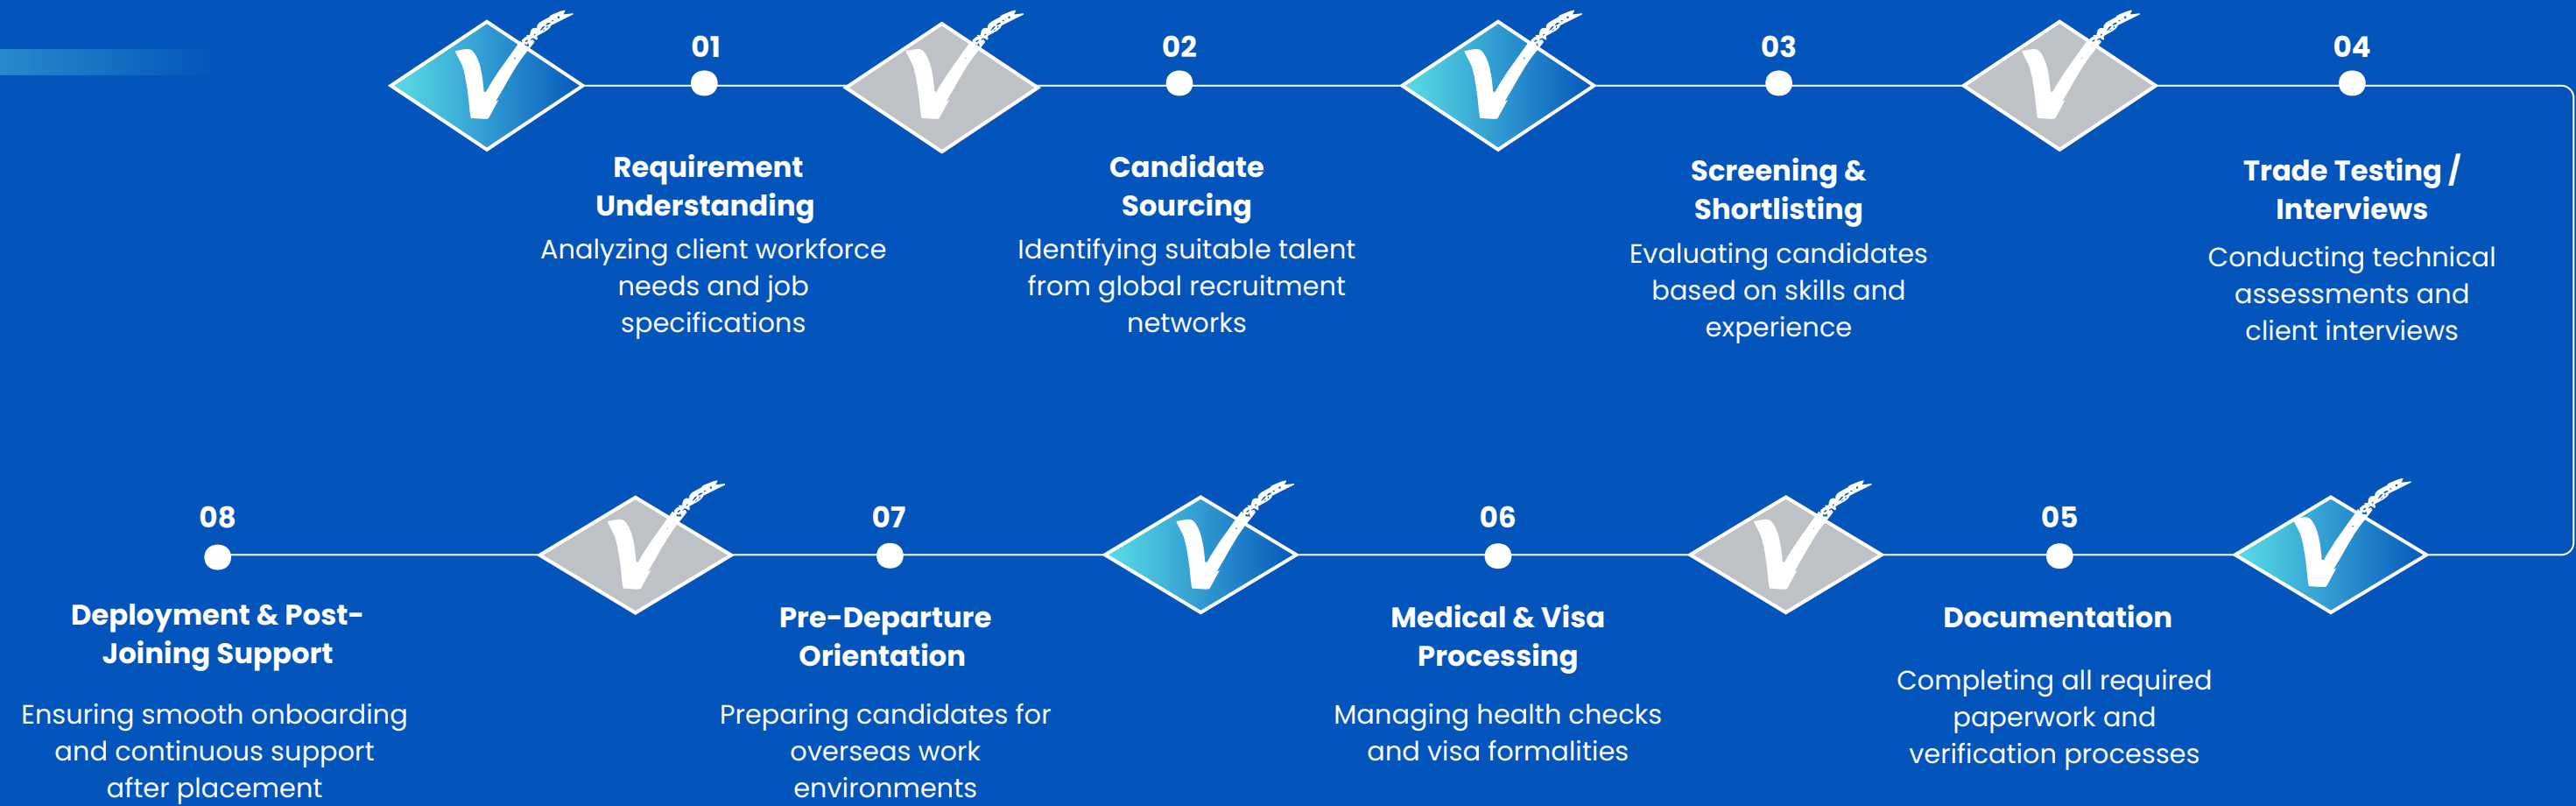 01
Requirement
Understanding
Analyzing client workforce
needs and job
specifications
02
Candidate
Sourcing
Identifying suitable talent
from global recruitment
networks
03
Screening &
Shortlisting
Evaluating candidates
based on skills and
experience
04
Trade Testing /
Interviews
Conducting technical
assessments and
client interviews
05
Documentation
Completing all required
paperwork and
verification processes
06
Medical & Visa
Processing
Managing health checks
and visa formalities
07
Pre-Departure
Orientation
Preparing candidates for
overseas work
environments
08
Deployment & Post-
Joining Support
Ensuring smooth onboarding
and continuous support
after placement